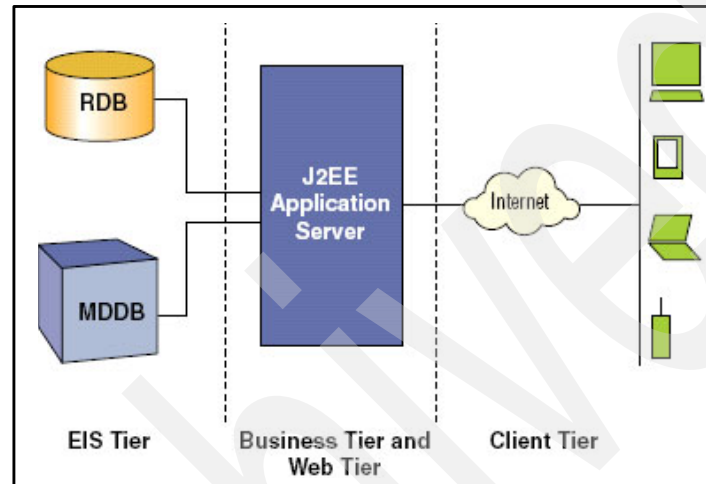 RDB
J2EE
Application
Server
Internet
MDDB
EIS Tier
Business Tier and
Web Tier
Client Tier